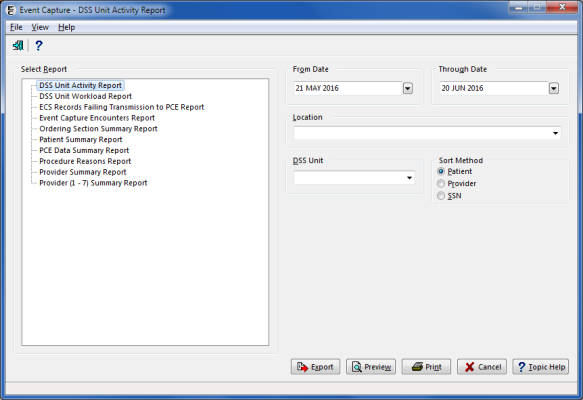 Event Capture - DSS Unit Activity Report
File View Help
Select Report
DSS Unit Activity Report
DSS Unit Workload Report
ECS Records Failing Transmission to PCE Report
Event Capture Encounters Report
Ordering Section Summary Report
Patient Summary Report
PCE Data Summary Report
Procedure Reasons Report
Provider Summary Report
Provider (1 - 7) Summary Report
From Date
21 MAY 2016
Through Date
20 JUN 2016
Location
DSS Unit
Sort Method
Patient
Provider
SSN
Export Preview Print Cancel ? Topic Help